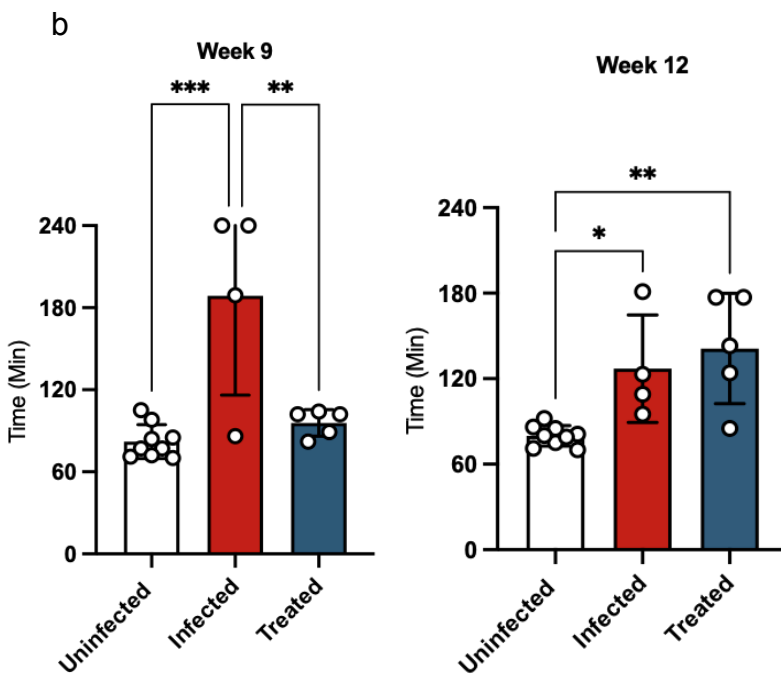 b
Week 9
*** **
240
180
120
60
0
Time (Min)
Uninfected Infected Treated
Week 12
**
*
240
180
120
60
0
Time (Min)
Uninfected Infected Treated